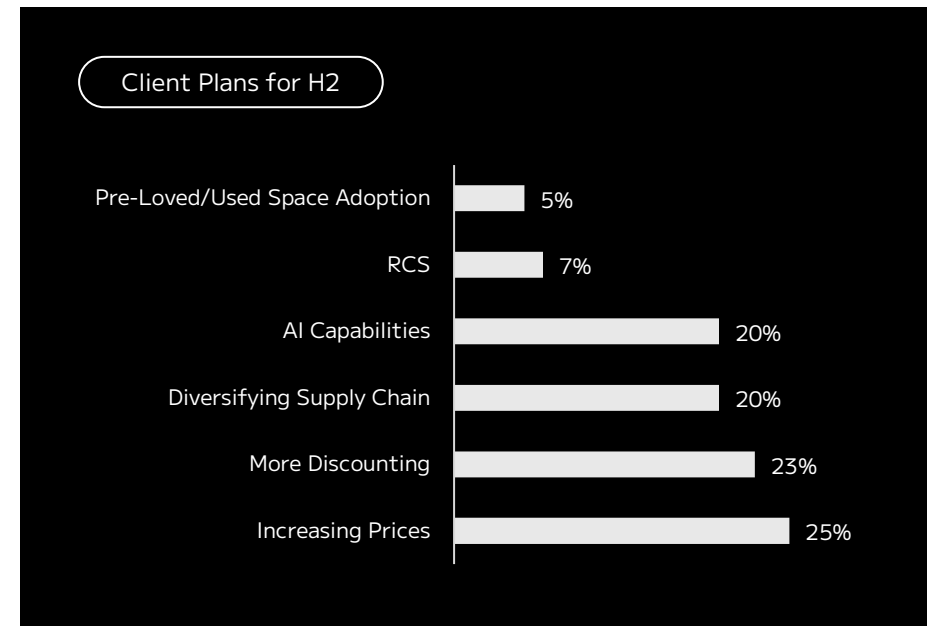 Client Plans for H2
Pre-Loved/Used Space Adoption 5%
RCS 7%
AI Capabilities 20%
Diversifying Supply Chain 20%
More Discounting 23%
Increasing Prices 25%